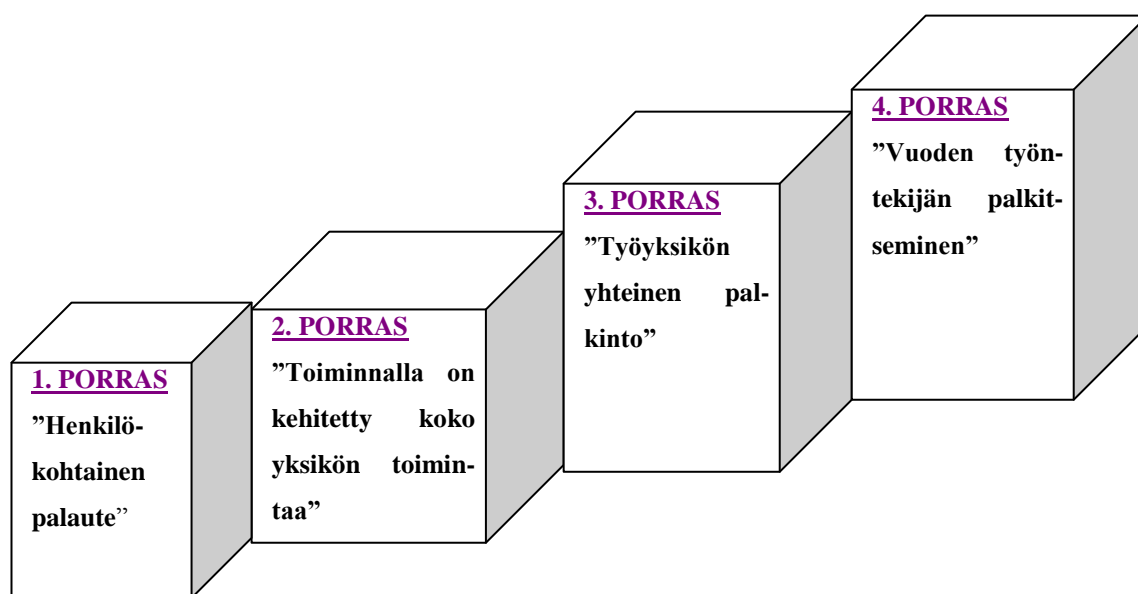 1. PORRAS
”Henkilö-
kohtainen
palaute”
2. PORRAS
”Toiminnalla on
kehitetty koko
yksikön toimin-
taa”
3. PORRAS
”Työyksikön
yhteinen pal-
kinto”
4. PORRAS
”Vuoden työn-
tekijän palkit-
seminen”